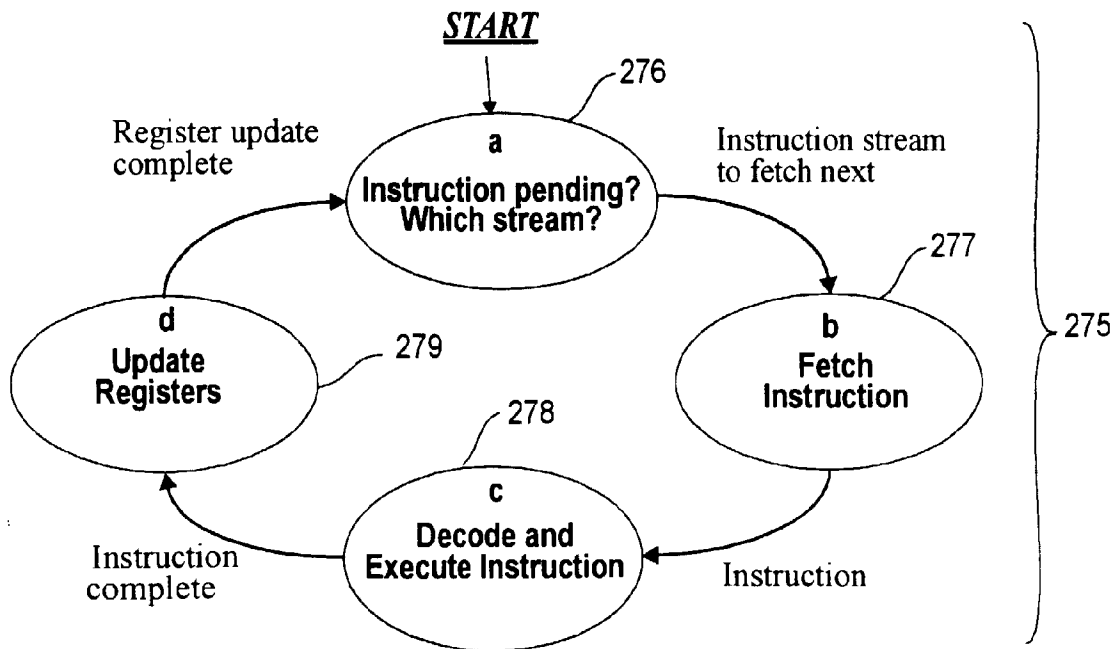 START
276
a
Instruction pending?
Which stream?
Register update
complete
Instruction stream
to fetch next
277
b
Fetch
Instruction
275
d
Update
Registers
279
278
c
Decode and
Execute Instruction
Instruction
complete
Instruction